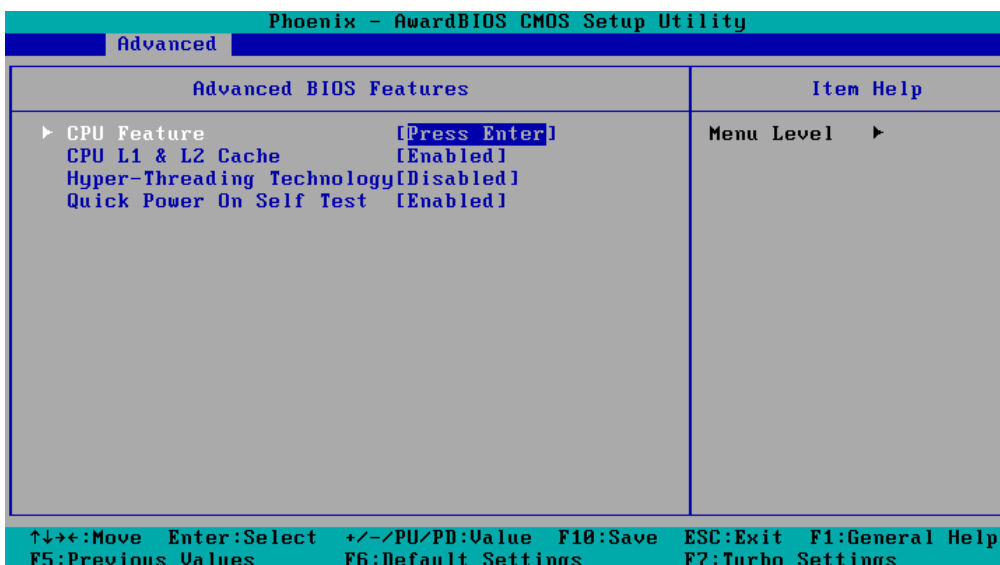 Phoenix - AwardBIOS CMOS Setup Utility
Advanced
Advanced BIOS Features
Item Help
CPU Feature [Press Enter]
Menu Level ►
CPU L1 & L2 Cache [Enabled]
Hyper-Threading Technology[Disabled]
Quick Power On Self Test [Enabled]
↑↓→←:Move Enter:Select +/-/PU/PD:Value F10:Save ESC:Exit F1:General Help
F5:Previous Values F6:Default Settings F7:Turbo Settings